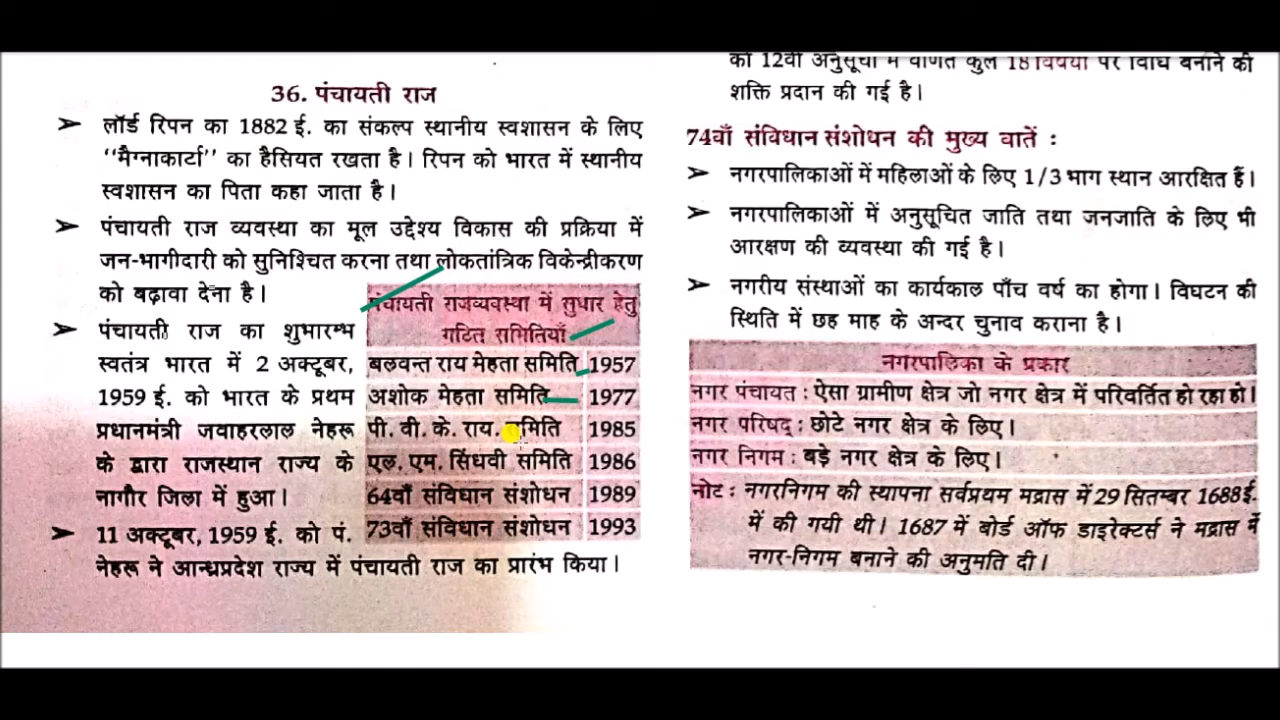 36. पंचायती राज
➢ लॉर्ड रिपन का 1882 ई. का संकल्प स्थानीय स्वशासन के लिए
“मैग्नाकार्टा” का हैसियत रखता है। रिपन को भारत में स्थानीय
स्वशासन का पिता कहा जाता है।
➢ पंचायती राज व्यवस्था का मूल उद्देश्य विकास की प्रक्रिया में
जन-भागीदारी को सुनिश्चित करना तथा लोकतांत्रिक विकेन्द्रीकरण
को बढ़ावा देना है।
➢ पंचायती राज का शुभारम्भ
स्वतंत्र भारत में 2 अक्टूबर,
1959 ई. को भारत के प्रथम
प्रधानमंत्री जवाहरलाल नेहरू
के द्वारा राजस्थान राज्य के
नागौर जिला में हुआ।
➢ 11 अक्टूबर, 1959 ई. को पं.
नेहरू ने आन्ध्रप्रदेश राज्य में पंचायती राज का प्रारंभ किया।
पंचायती राजव्यवस्था में सुधार हेतु
गठित समितियाँ
बलवन्त राय मेहता समिति 1957
अशोक मेहता समिति 1977
पी. वी. के. राय. समिति 1985
एल. एम. सिंधवी समिति 1986
64वाँ संविधान संशोधन 1989
73वाँ संविधान संशोधन 1993
को 12वीं अनुसूची में वर्णित कुल 18 विषयों पर विधि बनाने की
शक्ति प्रदान की गई है।
74वाँ संविधान संशोधन की मुख्य बातें :
➢ नगरपालिकाओं में महिलाओं के लिए 1/3 भाग स्थान आरक्षित हैं।
➢ नगरपालिकाओं में अनुसूचित जाति तथा जनजाति के लिए भी
आरक्षण की व्यवस्था की गई है।
➢ नगरीय संस्थाओं का कार्यकाल पाँच वर्ष का होगा। विघटन की
स्थिति में छह माह के अन्दर चुनाव कराना है।
नगरपालिका के प्रकार
नगर पंचायत : ऐसा ग्रामीण क्षेत्र जो नगर क्षेत्र में परिवर्तित हो रहा हो।
नगर परिषद् : छोटे नगर क्षेत्र के लिए।
नगर निगम : बड़े नगर क्षेत्र के लिए।
नोट : नगरनिगम की स्थापना सर्वप्रथम मद्रास में 29 सितम्बर 1688 ई.
में की गयी थी। 1687 में बोर्ड ऑफ डाइरेक्टर्स ने मद्रास में
नगर-निगम बनाने की अनुमति दी।